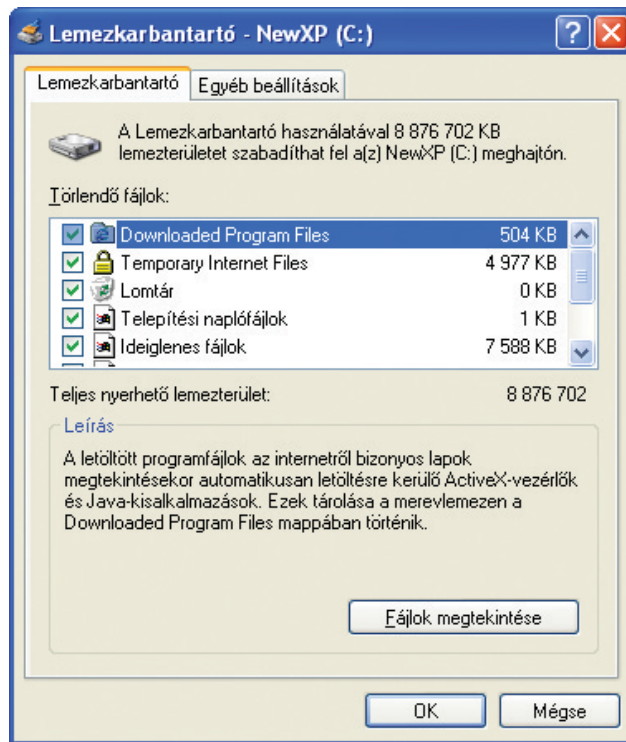 Lemezkarbantartó - NewXP (C:)
Lemezkarbantartó Egyéb beállítások
A Lemezkarbantartó használatával 8 876 702 KB
lemezterületet szabadíthat fel a(z) NewXP (C:) meghajtón.
Törlendő fájlok:
Downloaded Program Files 504 KB
Temporary Internet Files 4 977 KB
Lomtár 0 KB
Telepítési naplófájlok 1 KB
Ideiglenes fájlok 7 588 KB
Teljes nyerhető lemezterület: 8 876 702
Leírás
A letöltött programfájlok az internetről bizonyos lapok
megtekintésekor automatikusan letöltésre kerülő ActiveX-vezérlők
és Java-kisalkalmazások. Ezek tárolása a merevlemezen a
Downloaded Program Files mappában történik.
Fájlok megtekintése
OK Mégse